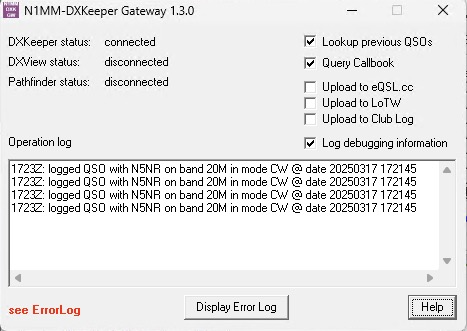 DXK
GW
N1MM-DXKeeper Gateway 1.3.0
DXKeeper status: connected
DXView status: disconnected
Pathfinder status: disconnected
Lookup previous QSOs
Query Callbook
Upload to eQSL.cc
Upload to LoTW
Upload to Club Log
Operation log
Log debugging information
1723Z: logged QSO with N5NR on band 20M in mode CW @ date 20250317 172145
1723Z: logged QSO with N5NR on band 20M in mode CW @ date 20250317 172145
1723Z: logged QSO with N5NR on band 20M in mode CW @ date 20250317 172145
1723Z: logged QSO with N5NR on band 20M in mode CW @ date 20250317 172145
see ErrorLog
Display Error Log
Help